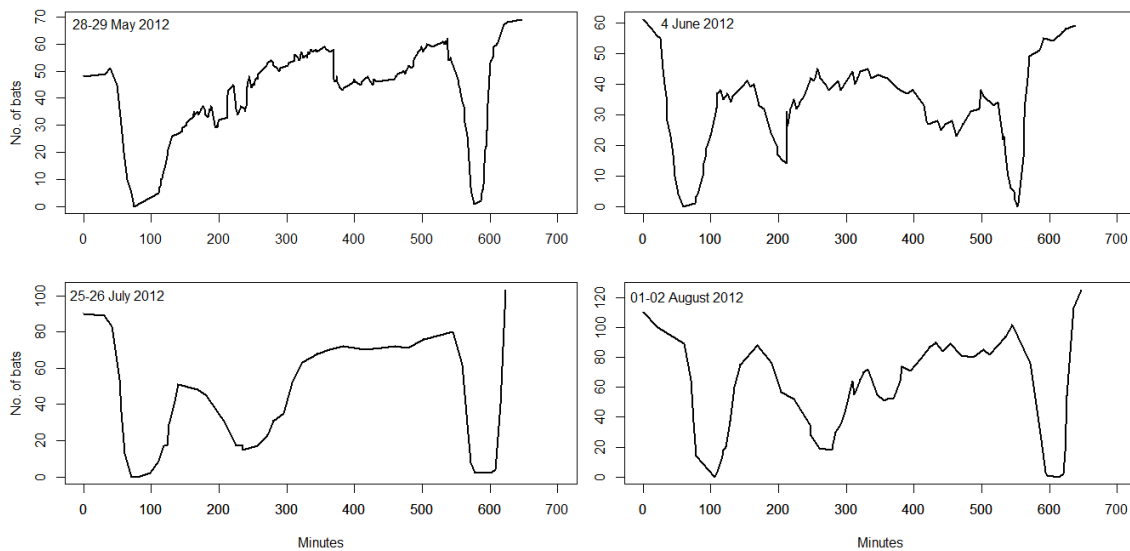 28-29 May 2012
No. of bats
0 10 20 30 40 50 60 70
0 100 200 300 400 500 600 700
4 June 2012
0 10 20 30 40 50 60
0 100 200 300 400 500 600 700
25-26 July 2012
No. of bats
0 20 40 60 80 100
0 100 200 300 400 500 600 700
Minutes
01-02 August 2012
0 20 40 60 80 100 120
0 100 200 300 400 500 600 700
Minutes